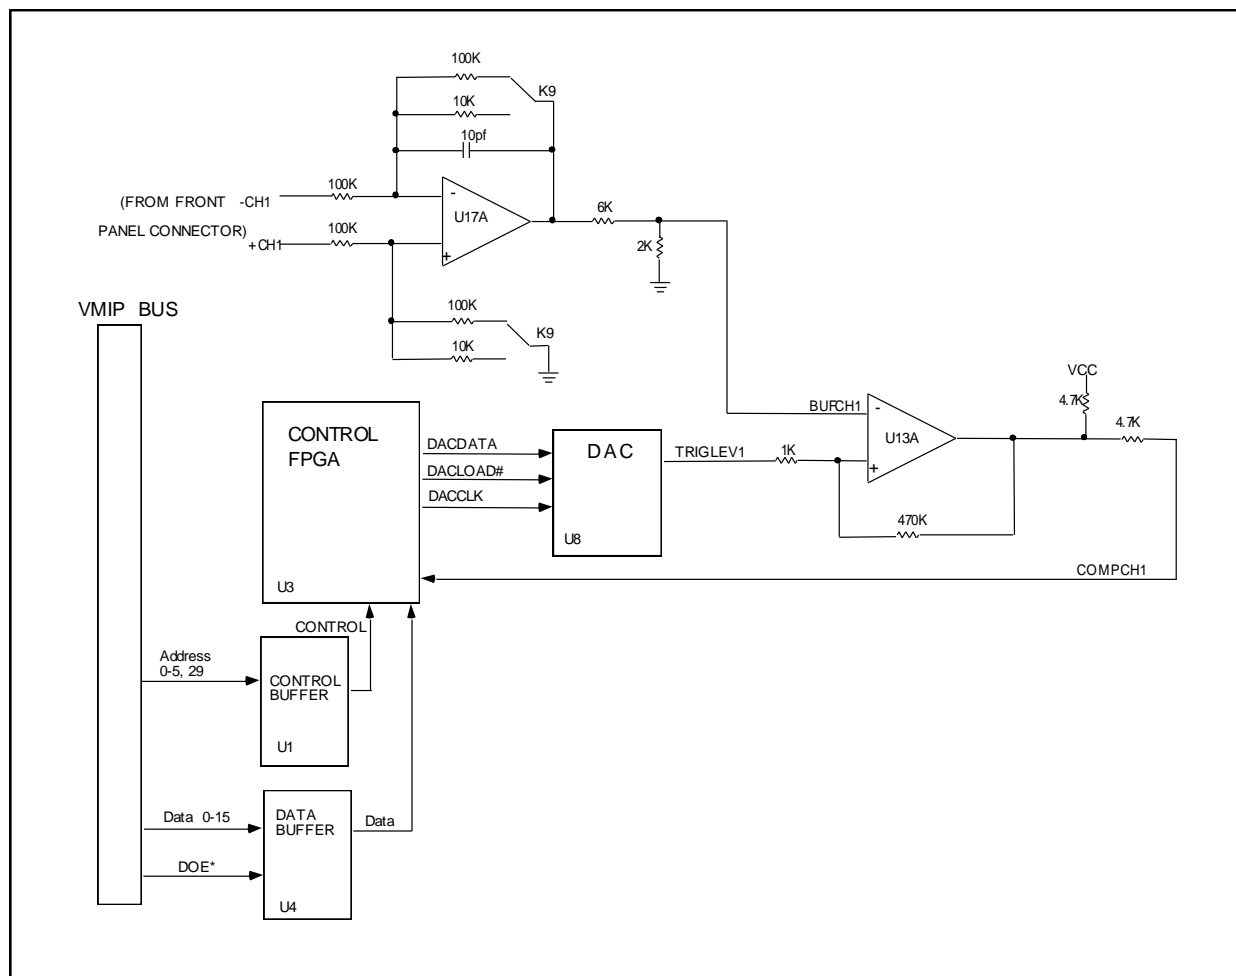 100K
K9
10K
10pf
100K
(FROM FRONT -CH1
-
U17A
6K
100K
PANEL CONNECTOR) +CH1
+
2K
VMIP BUS
100K
K9
10K
VCC
4.7K
BUFCH1
-
4.7K
CONTROL
FPGA
U13A
DACDATA
DAC
TRIGLEV1
1K
+
DACLOAD#
DACCLK
470K
U8
COMPCH1
U3
CONTROL
Address
0-5, 29
CONTROL
BUFFER
U1
Data 0-15
DATA
BUFFER
Data
DOE*
U4